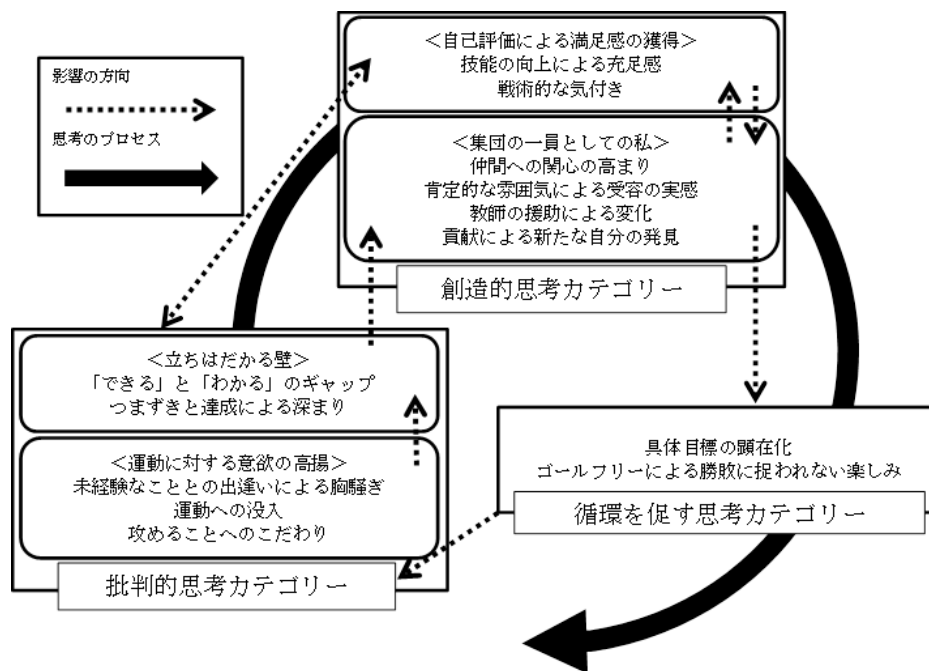 影響の方向
思考のプロセス
＜自己評価による満足感の獲得＞
技能の向上による充足感
戦術的な気付き
＜集団の一員としての私＞
仲間への関心の高まり
肯定的な雰囲気による受容の実感
教師の援助による変化
貢献による新たな自分の発見
創造的思考カテゴリー
＜立ちはだかる壁＞
「できる」と「わかる」のギャップ
つまずきと達成による深まり
＜運動に対する意欲の高揚＞
未経験なこととの出逢いによる胸騒ぎ
運動への没入
攻めることへのこだわり
批判的思考カテゴリー
具体目標の顕在化
ゴールフリーによる勝敗に捉われない楽しみ
循環を促す思考カテゴリー